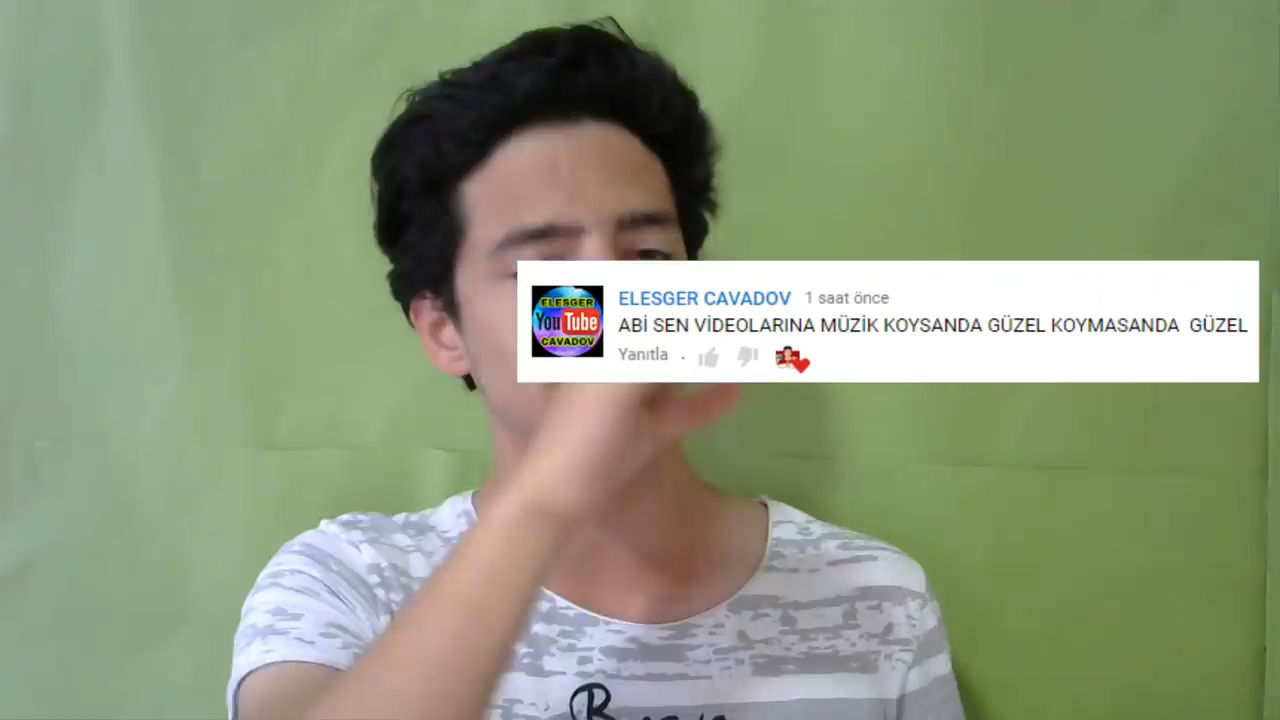 ELESGER CAVADOV 1 saat önce
ABİ SEN VİDEOLARINA MÜZİK KOYSANDA GÜZEL KOYMASANDA GÜZEL
Yanıtla
ELESGER
YouTube
CAVADOV